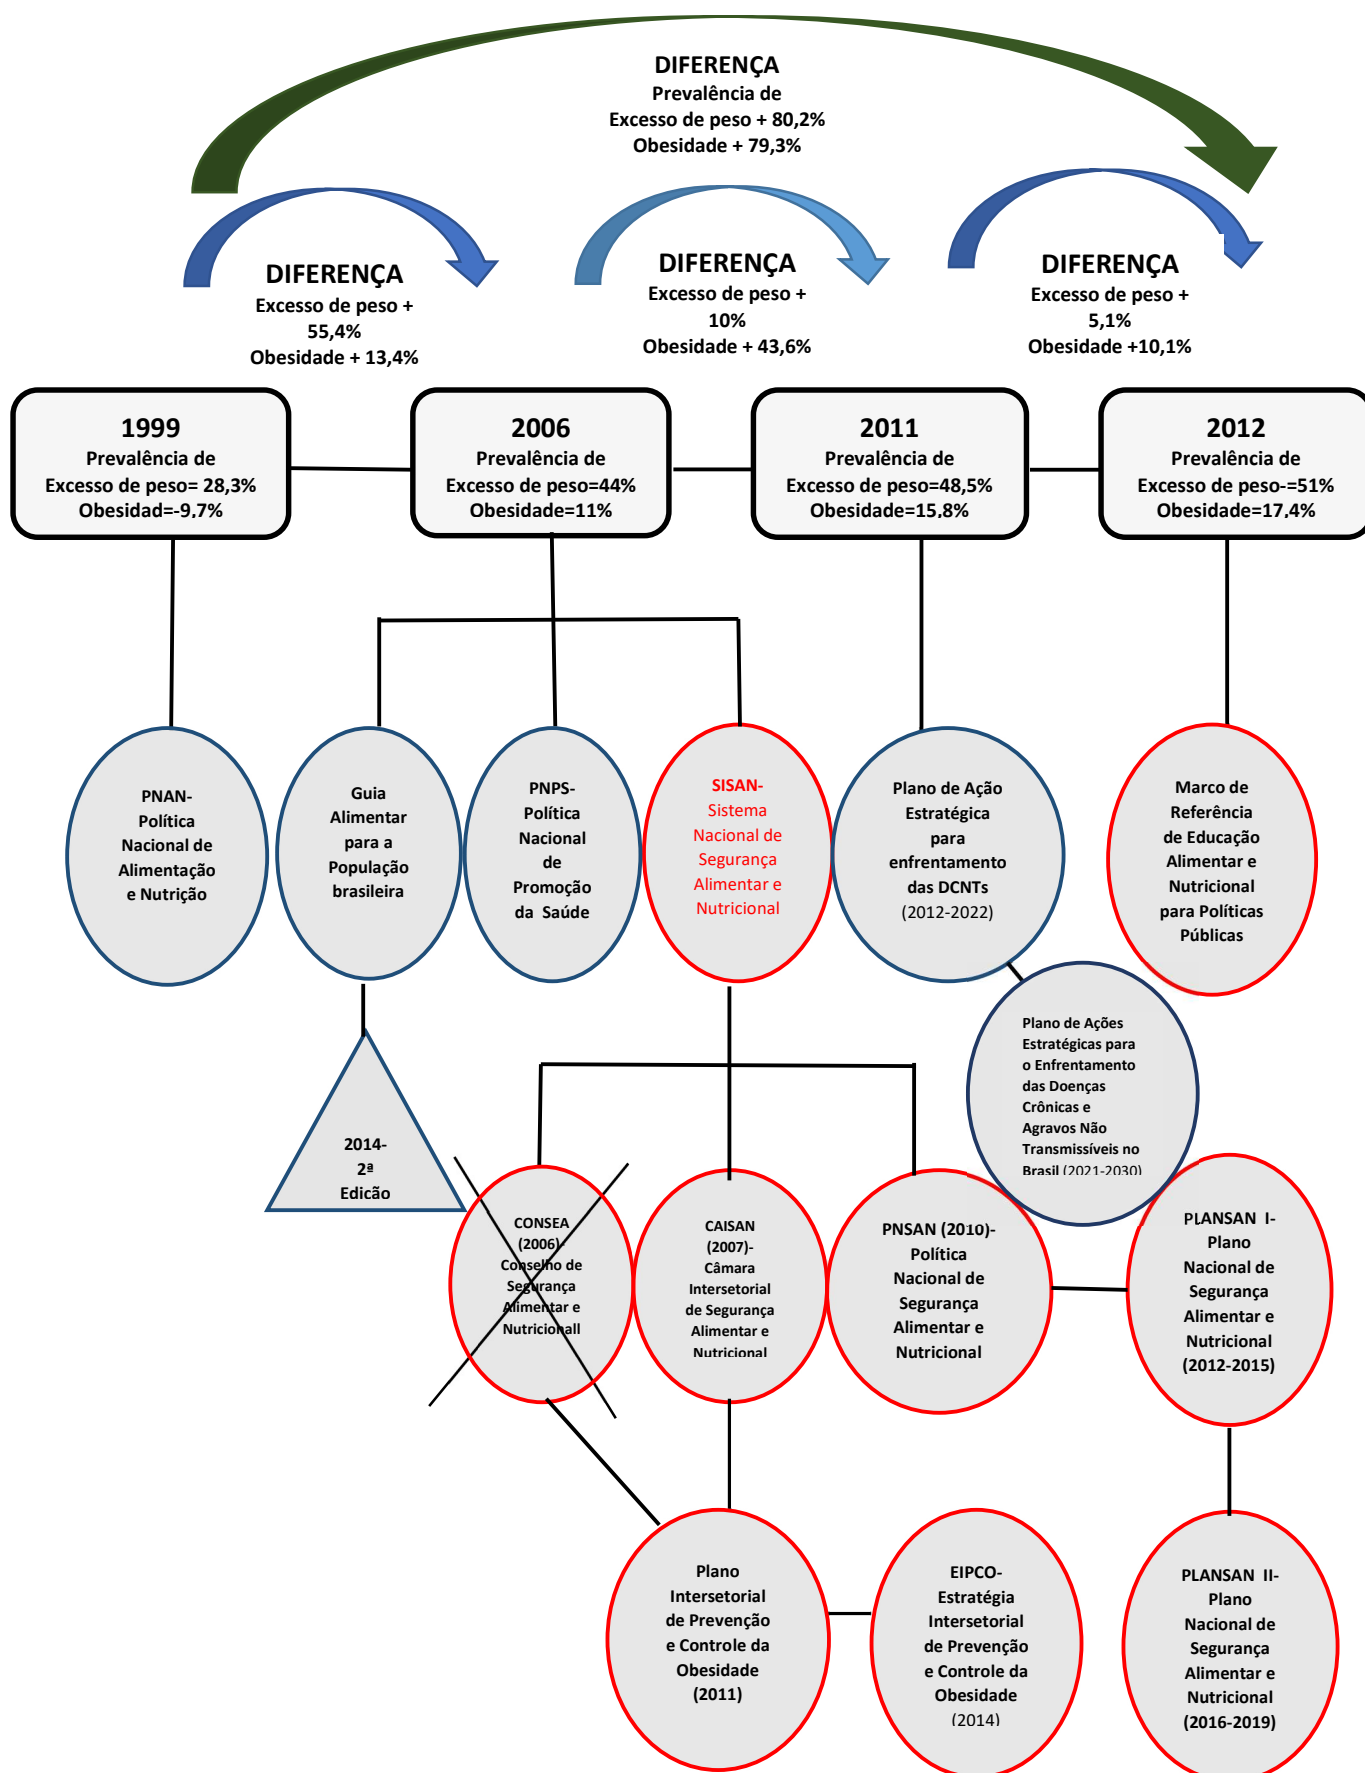 DIFERENÇA
Prevalência de
Excesso de peso + 80,2%
Obesidade + 79,3%
DIFERENÇA
Excesso de peso +
55,4%
Obesidade + 13,4%
DIFERENÇA
Excesso de peso +
10%
Obesidade + 43,6%
DIFERENÇA
Excesso de peso +
5,1%
Obesidade +10,1%
1999
Prevalência de
Excesso de peso= 28,3%
Obesidad=-9,7%
2006
Prevalência de
Excesso de peso=44%
Obesidade=11%
2011
Prevalência de
Excesso de peso=48,5%
Obesidade=15,8%
2012
Prevalência de
Excesso de peso-=51%
Obesidade=17,4%
PNAN-
Política
Nacional de
Alimentação
e Nutrição
Guia
Alimentar
para a
População
brasileira
PNPS-
Política
Nacional
de
Promoção
da Saúde
SISAN-
Sistema
Nacional de
Segurança
Alimentar e
Nutricional
Plano de Ação
Estratégica
para
enfrentamento
das DCNTs
(2012-2022)
Marco de
Referência
de Educação
Alimentar e
Nutricional
para Políticas
Públicas
Plano de Ações
Estratégicas para
o Enfrentamento
das Doenças
Crônicas e
Agravos Não
Transmissíveis no
Brasil (2021-2030)
2014-
2ª
Edição
CONSEA
(2006)-
Conselho de
Segurança
Alimentar e
Nutricionall
CAISAN
(2007)-
Câmara
Intersetorial
de Segurança
Alimentar e
Nutricional
PNSAN (2010)-
Política
Nacional de
Segurança
Alimentar e
Nutricional
PLANSAN I-
Plano
Nacional de
Segurança
Alimentar e
Nutricional
(2012-2015)
Plano
Intersetorial
de Prevenção
e Controle da
Obesidade
(2011)
EIPCO-
Estratégia
Intersetorial
de Prevenção
e Controle da
Obesidade
(2014)
PLANSAN II-
Plano
Nacional de
Segurança
Alimentar e
Nutricional
(2016-2019)